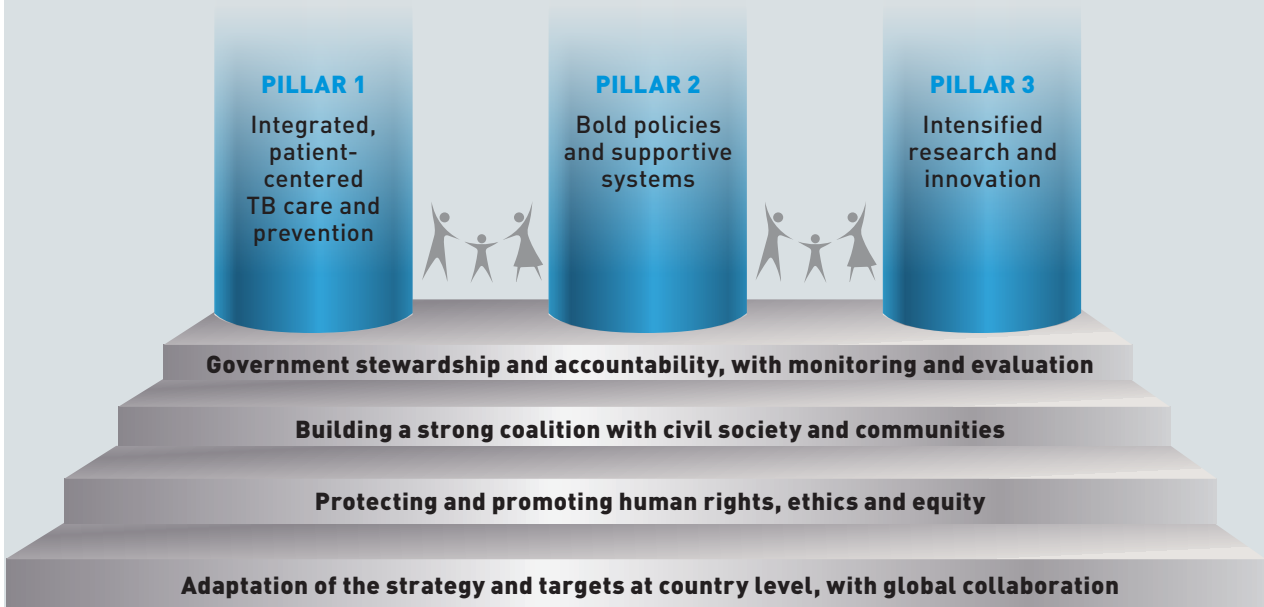 PILLAR 1
Integrated,
patient-
centered
TB care and
prevention
PILLAR 2
Bold policies
and supportive
systems
PILLAR 3
Intensified
research and
innovation
Government stewardship and accountability, with monitoring and evaluation
Building a strong coalition with civil society and communities
Protecting and promoting human rights, ethics and equity
Adaptation of the strategy and targets at country level, with global collaboration